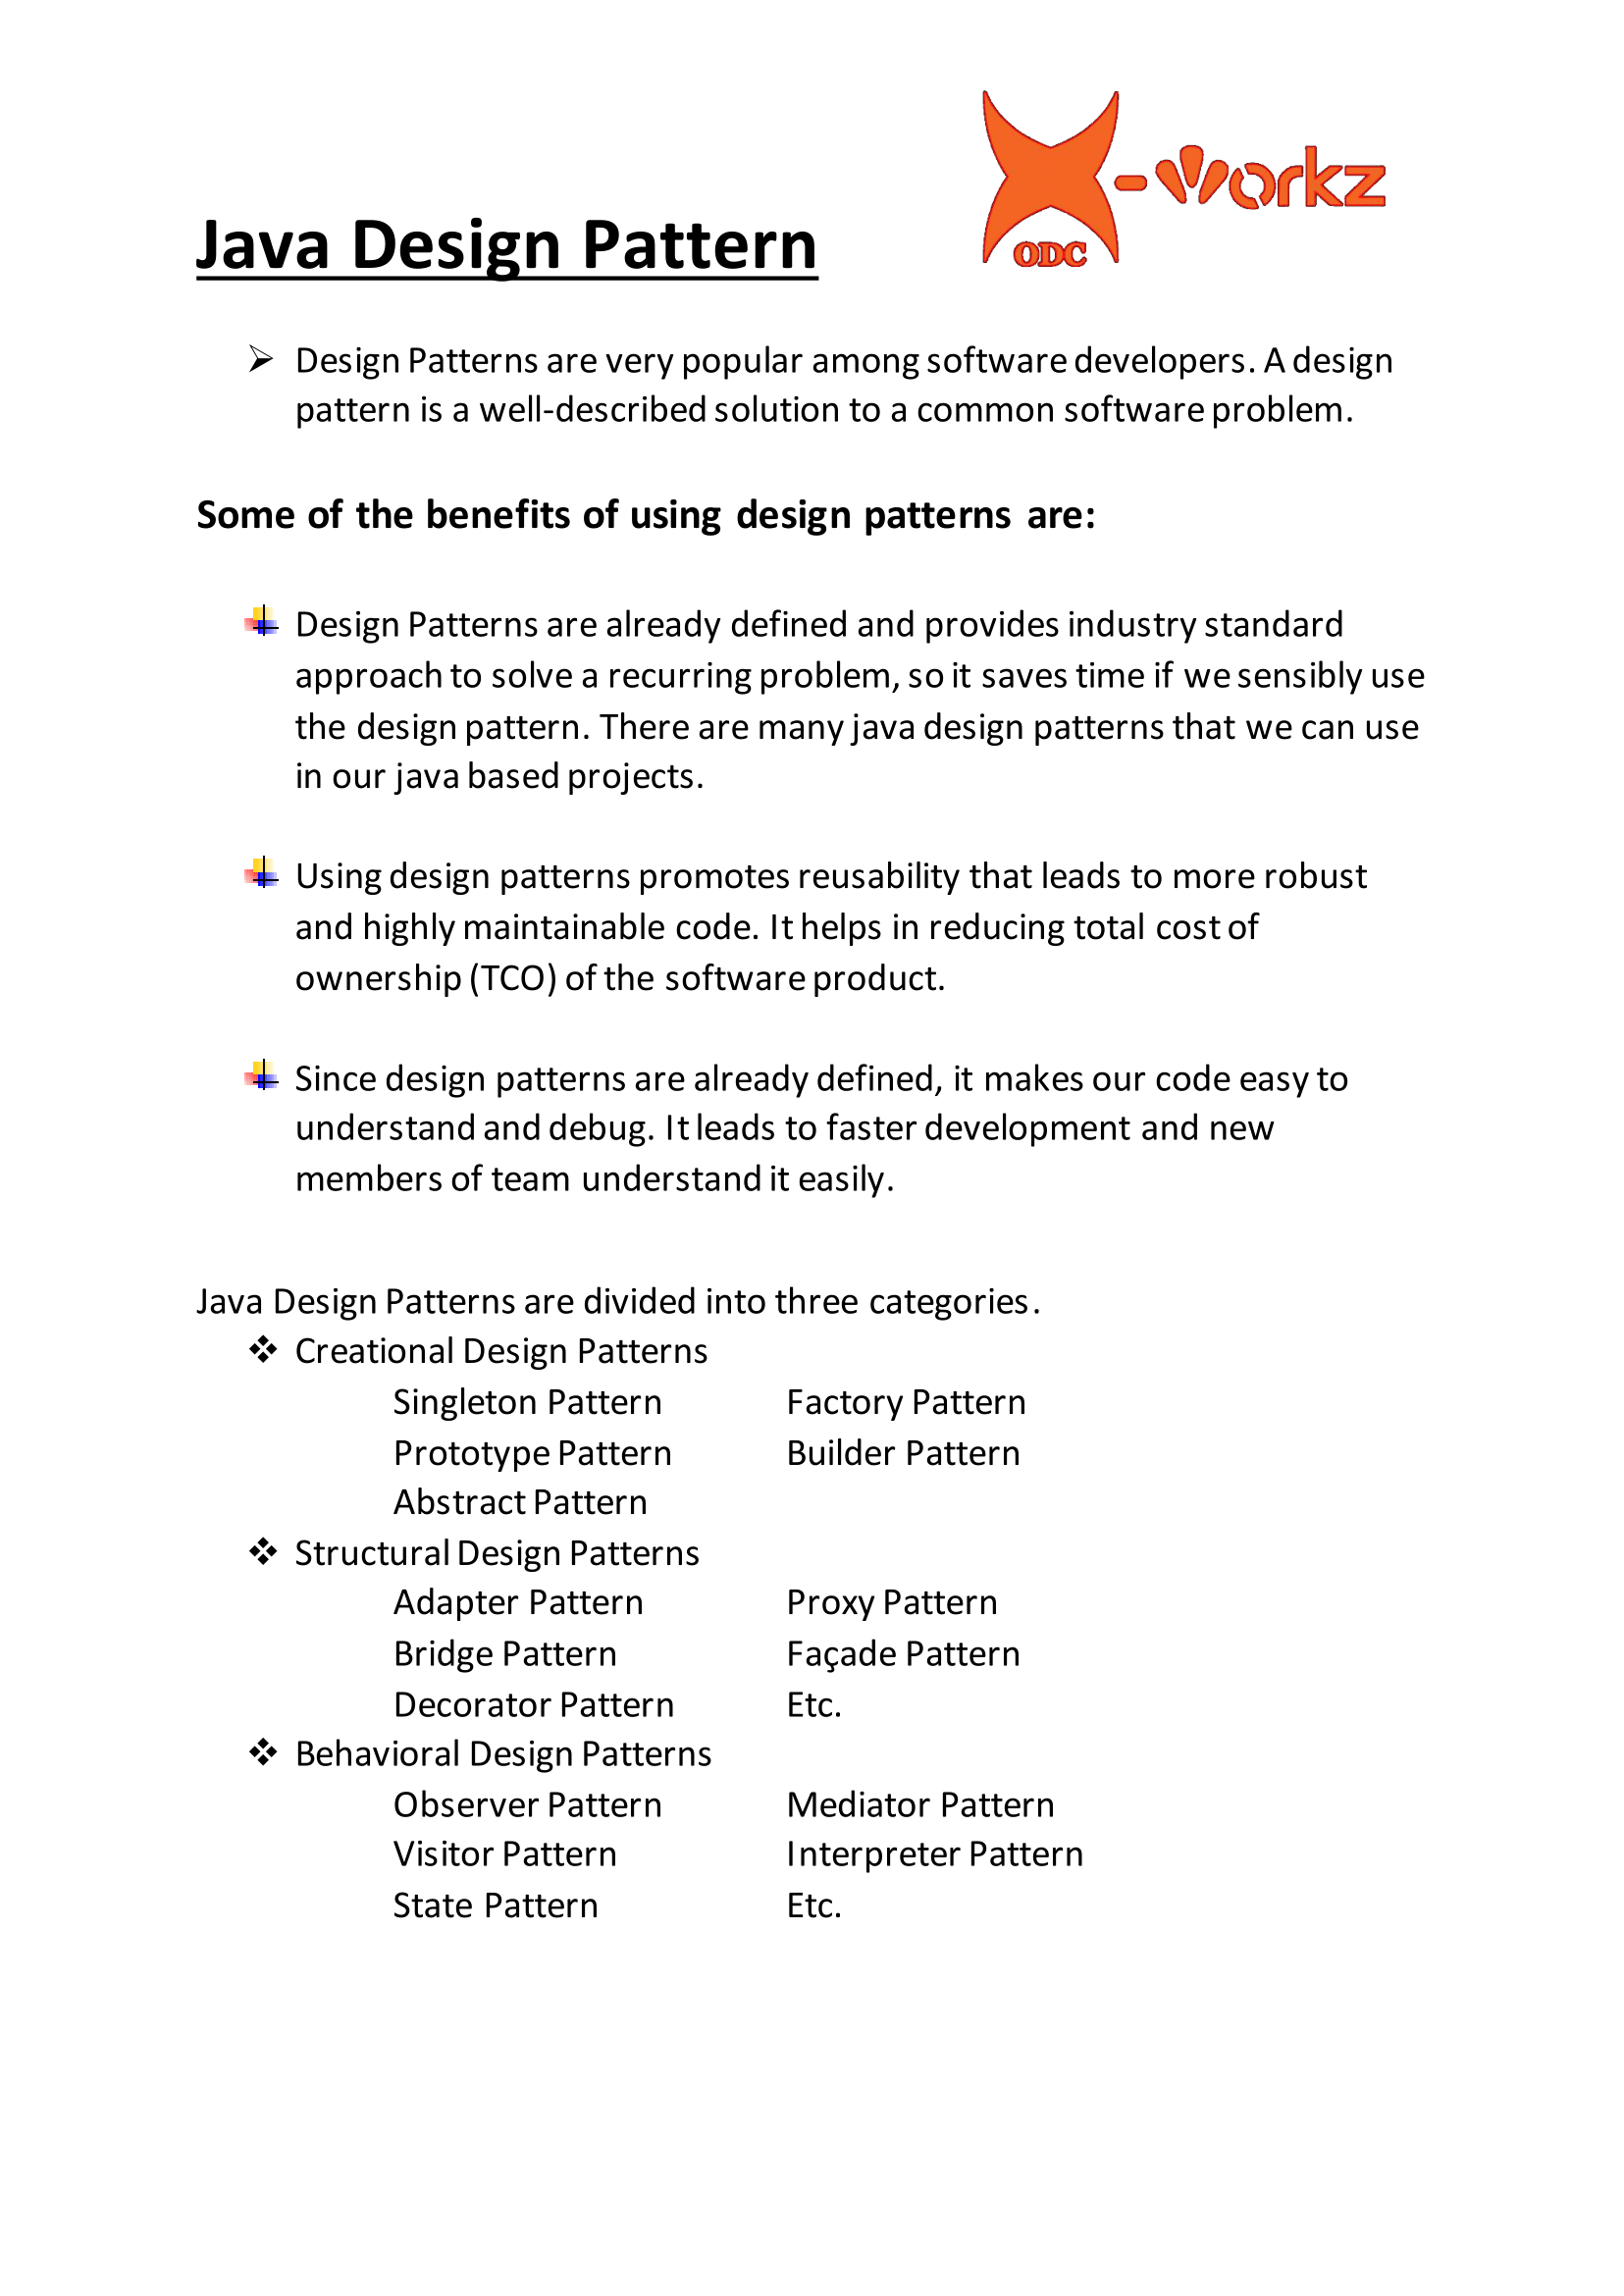 X-workz
ODC
Java Design Pattern
Design Patterns are very popular among software developers. A design
pattern is a well-described solution to a common software problem.
Some of the benefits of using design patterns are:
Design Patterns are already defined and provides industry standard
approach to solve a recurring problem, so it saves time if we sensibly use
the design pattern. There are many java design patterns that we can use
in our java based projects.
Using design patterns promotes reusability that leads to more robust
and highly maintainable code. It helps in reducing total cost of
ownership (TCO) of the software product.
Since design patterns are already defined, it makes our code easy to
understand and debug. It leads to faster development and new
members of team understand it easily.
Java Design Patterns are divided into three categories.
Creational Design Patterns
Singleton Pattern Factory Pattern
Prototype Pattern Builder Pattern
Abstract Pattern
Structural Design Patterns
Adapter Pattern Proxy Pattern
Bridge Pattern Façade Pattern
Decorator Pattern Etc.
Behavioral Design Patterns
Observer Pattern Mediator Pattern
Visitor Pattern Interpreter Pattern
State Pattern Etc.